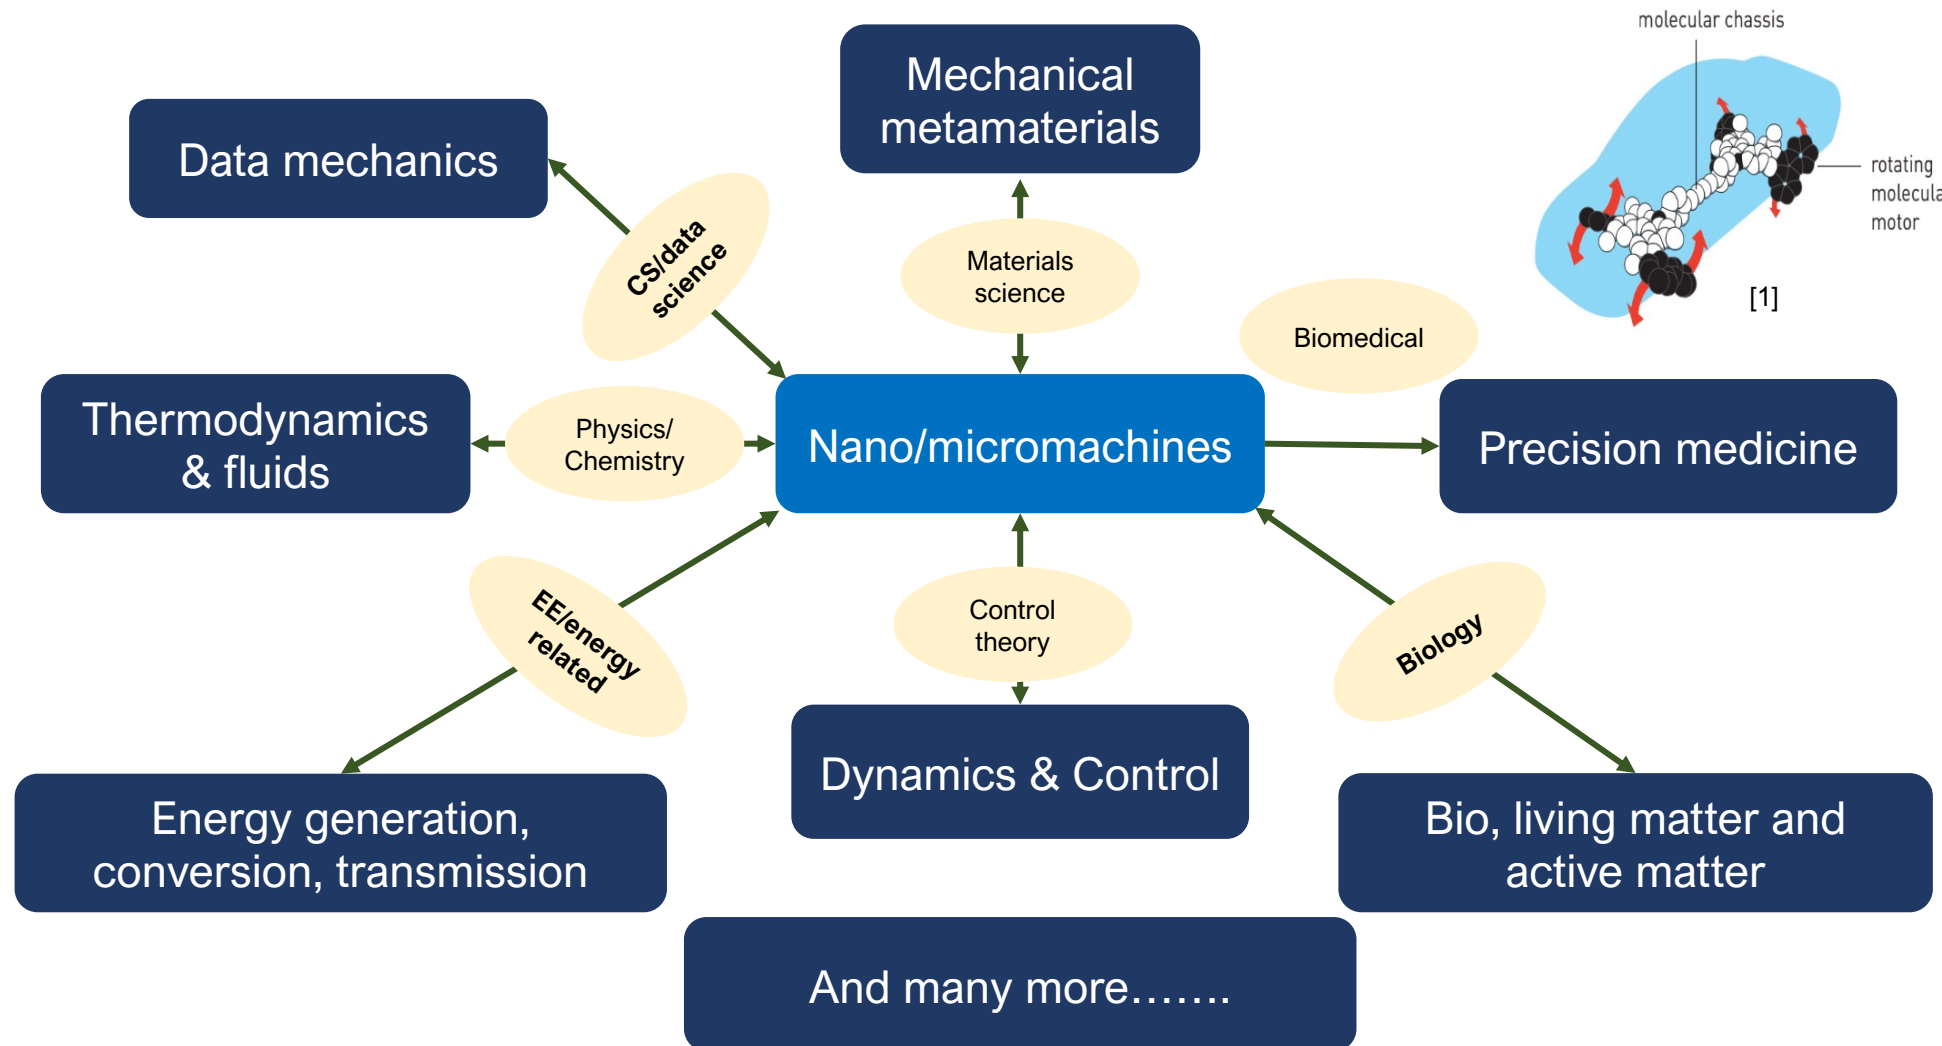 molecular chassis
Mechanical
metamaterials
Data mechanics
rotating
molecula
motor
CS/data
science
Materials
science
[1]
Biomedical
Thermodynamics
& fluids
Physics/
Chemistry
Nano/micromachines
Precision medicine
EE/energy
related
Control
theory
Biology
Dynamics & Control
Energy generation,
conversion, transmission
Bio, living matter and
active matter
And many more…….